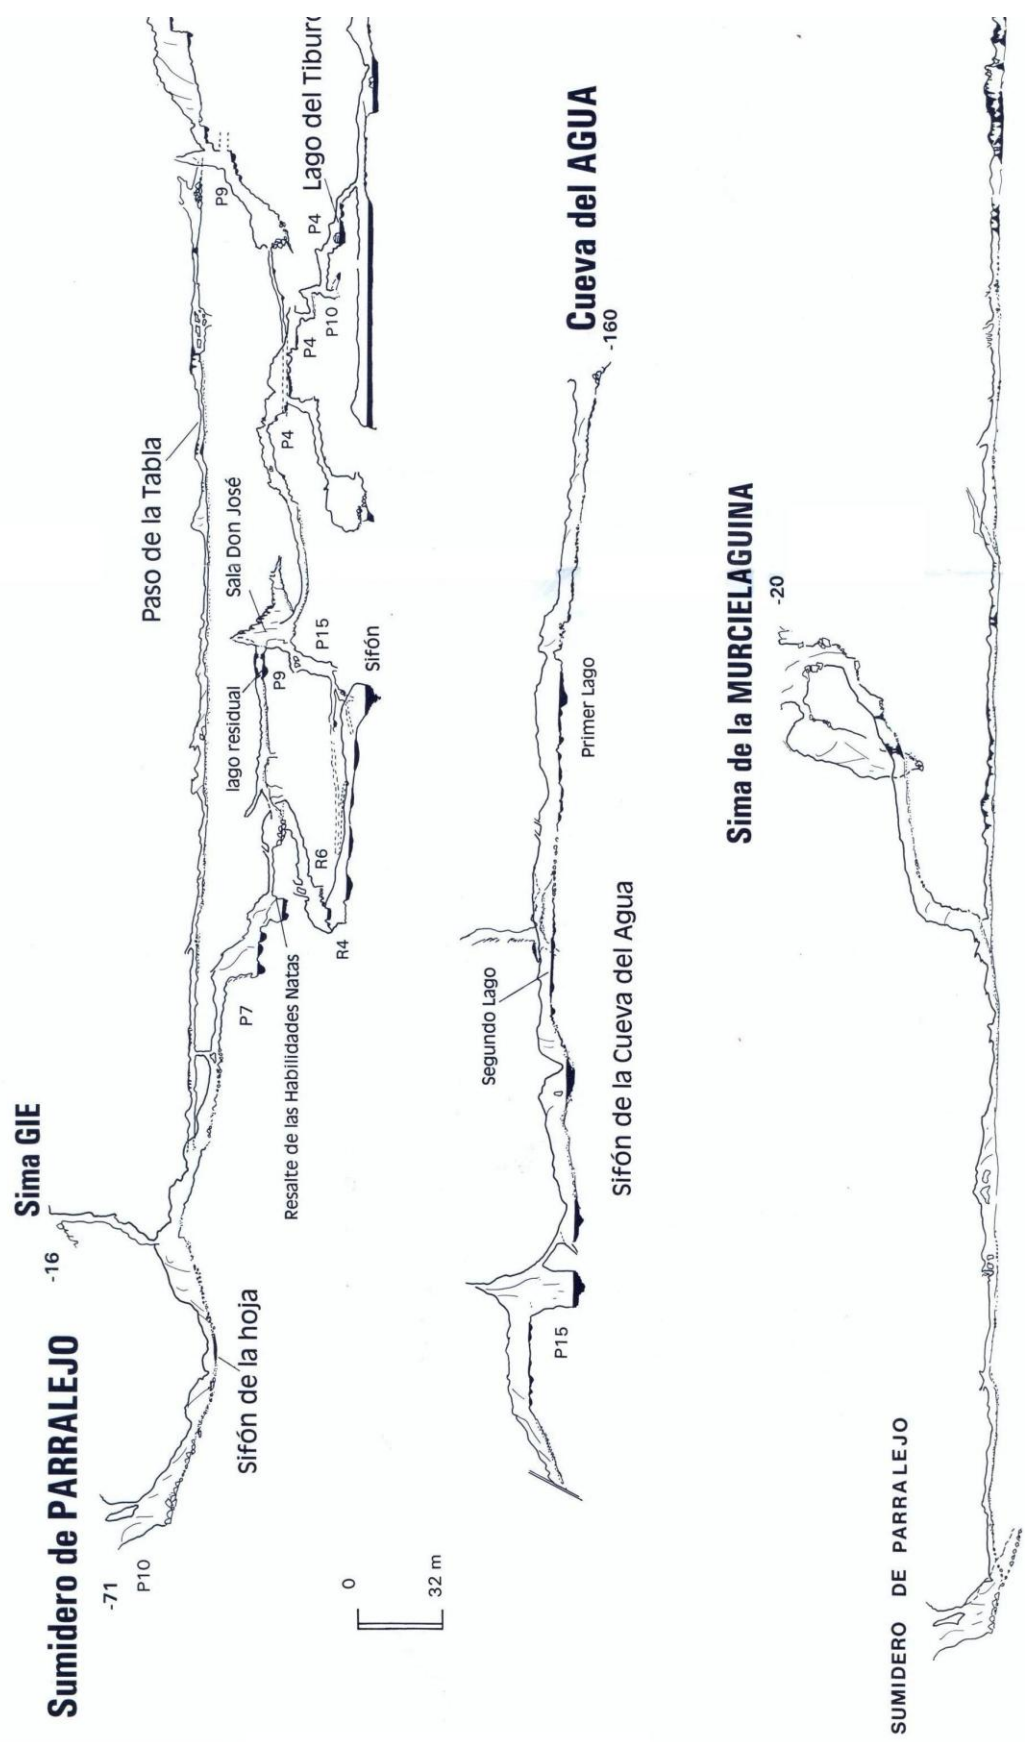 Sumidero de PARRALEJO
Sima GIE
-71
P10
-16
Sifón de la hoja
P7
Resalte de las Habilidades Natas
R4
R6
lago residual
P9
Sala Don José
P15
Sifón
Paso de la Tabla
P4
P4
P10
P4
P9
Lago del Tiburó
0
32 m
Cueva del AGUA
-160
P15
Sifón de la Cueva del Agua
Segundo Lago
Primer Lago
Sima de la MURCIELAGUINA
-20
SUMIDERO DE PARRALEJO